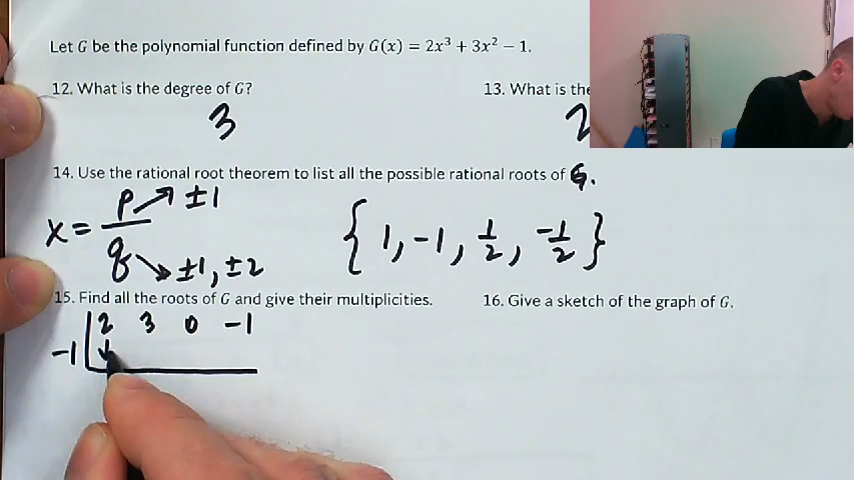 Let G be the polynomial function defined by G(x) = 2x³ + 3x² − 1.
12. What is the degree of G?
13. What is the
3
2
14. Use the rational root theorem to list all the possible rational roots of G.
x = p/q
p → ±1
q → ±1, ±2
{1, -1, 1/2, -1/2}
15. Find all the roots of G and give their multiplicities.
16. Give a sketch of the graph of G.
2 3 0 -1
-1